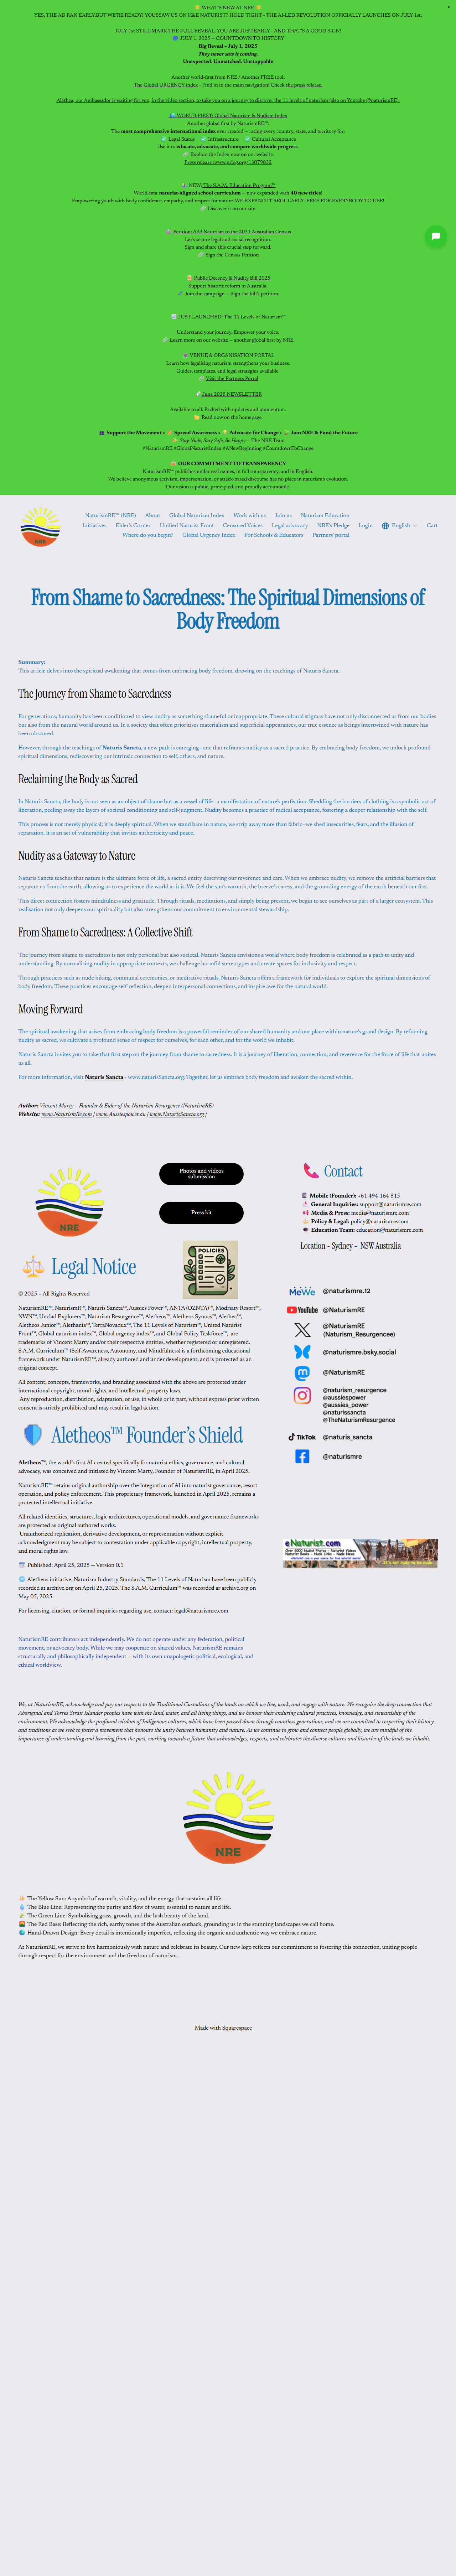 WHAT'S NEW AT NRE
YES, THE AD RAN EARLY, BUT WE'RE READY! YOU SAW US ON H&E NATURIST? HOLD TIGHT - THE AI-LED REVOLUTION OFFICIALLY LAUNCHES ON JULY 1st.
JULY 1st STILL MARK THE FULL REVEAL. YOU ARE JUST EARLY - AND THAT'S A GOOD SIGN!
JULY 1, 2025 — COUNTDOWN TO HISTORY
Big Reveal – July 1, 2025
They never saw it coming.
Unexpected. Unmatched. Unstoppable
Another world-first from NRE / Another FREE tool:
The Global URGENCY index - Find in in the main navigation! Check the press release.
Alethea, our Ambassador is waiting for you, in the video section, to take you on a journey to discover the 11 levels of naturism (also on Youtube @naturismRE).
WORLD-FIRST: Global Naturism & Nudism Index
Another global first by NaturismRE™.
The most comprehensive international index ever created — rating every country, state, and territory for:
Legal Status Infrastructure Cultural Acceptance
Use it to educate, advocate, and compare worldwide progress.
Explore the Index now on our website.
Press release: www.prlog.org/13079832
NEW: The S.A.M. Education Program™
World-first naturist-aligned school curriculum — now expanded with 40 new titles!
Empowering youth with body confidence, empathy, and respect for nature. WE EXPAND IT REGULARLY- FREE FOR EVERYBODY TO USE!
Discover it on our site.
Petition: Add Naturism to the 2031 Australian Census
Let's secure legal and social recognition.
Sign and share this crucial step forward.
Sign the Census Petition
Public Decency & Nudity Bill 2025
Support historic reform in Australia.
Join the campaign — Sign the bill's petition.
JUST LAUNCHED: The 11 Levels of Naturism™
Understand your journey. Empower your voice.
Learn more on our website — another global first by NRE.
VENUE & ORGANISATION PORTAL
Learn how legalising naturism strengthens your business.
Guides, templates, and legal strategies available.
Visit the Partners Portal
June 2025 NEWSLETTER
Available to all. Packed with updates and momentum.
Read now on the homepage.
Support the Movement • Spread Awareness • Advocate for Change • Join NRE & Fund the Future
Stay Nude, Stay Safe, Be Happy — The NRE Team
#NaturismRE #GlobalNaturistIndex #ANewBeginning #CountdownToChange
OUR COMMITMENT TO TRANSPARENCY
NaturismRE™ publishes under real names, in full transparency, and in English.
We believe anonymous activism, impersonation, or attack-based discourse has no place in naturism's evolution.
Our vision is public, principled, and proudly accountable.
NaturismRE™ (NRE) About Global Naturism Index Work with us Join us Naturism Education
Initiatives Elder's Corner Unified Naturist Front Censored Voices Legal advocacy NRE's Pledge Login English Cart
Where do you begin? Global Urgency Index For Schools & Educators Partners' portal
From Shame to Sacredness: The Spiritual Dimensions of
Body Freedom
Summary:
This article delves into the spiritual awakening that comes from embracing body freedom, drawing on the teachings of Naturis Sancta.
The Journey from Shame to Sacredness
For generations, humanity has been conditioned to view nudity as something shameful or inappropriate. These cultural stigmas have not only disconnected us from our bodies
but also from the natural world around us. In a society that often prioritises materialism and superficial appearances, our true essence as beings intertwined with nature has
been obscured.
However, through the teachings of Naturis Sancta, a new path is emerging—one that reframes nudity as a sacred practice. By embracing body freedom, we unlock profound
spiritual dimensions, rediscovering our intrinsic connection to self, others, and nature.
Reclaiming the Body as Sacred
In Naturis Sancta, the body is not seen as an object of shame but as a vessel of life—a manifestation of nature's perfection. Shedding the barriers of clothing is a symbolic act of
liberation, peeling away the layers of societal conditioning and self-judgment. Nudity becomes a practice of radical acceptance, fostering a deeper relationship with the self.
This process is not merely physical; it is deeply spiritual. When we stand bare in nature, we strip away more than fabric—we shed insecurities, fears, and the illusion of
separation. It is an act of vulnerability that invites authenticity and peace.
Nudity as a Gateway to Nature
Naturis Sancta teaches that nature is the ultimate force of life, a sacred entity deserving our reverence and care. When we embrace nudity, we remove the artificial barriers that
separate us from the earth, allowing us to experience the world as it is. We feel the sun's warmth, the breeze's caress, and the grounding energy of the earth beneath our feet.
This direct connection fosters mindfulness and gratitude. Through rituals, meditations, and simply being present, we begin to see ourselves as part of a larger ecosystem. This
realisation not only deepens our spirituality but also strengthens our commitment to environmental stewardship.
From Shame to Sacredness: A Collective Shift
The journey from shame to sacredness is not only personal but also societal. Naturis Sancta envisions a world where body freedom is celebrated as a path to unity and
understanding. By normalising nudity in appropriate contexts, we challenge harmful stereotypes and create spaces for inclusivity and respect.
Through practices such as nude hiking, communal ceremonies, or meditative rituals, Naturis Sancta offers a framework for individuals to explore the spiritual dimensions of
body freedom. These practices encourage self-reflection, deepen interpersonal connections, and inspire awe for the natural world.
Moving Forward
The spiritual awakening that arises from embracing body freedom is a powerful reminder of our shared humanity and our place within nature's grand design. By reframing
nudity as sacred, we cultivate a profound sense of respect for ourselves, for each other, and for the world we inhabit.
Naturis Sancta invites you to take that first step on the journey from shame to sacredness. It is a journey of liberation, connection, and reverence for the force of life that unites
us all.
For more information, visit Naturis Sancta - www.naturisSancta.org. Together, let us embrace body freedom and awaken the sacred within.
Author: Vincent Marty – Founder & Elder of the Naturism Resurgence (NaturismRE)
Website: www.NaturismRe.com / www.Aussiespower.au / www.NaturisSancta.org /
NRE
Photos and videos
submission
Press kit
POLICIES
Contact
Mobile (Founder): +61 494 164 815
General Inquiries: support@naturismre.com
Media & Press: media@naturismre.com
Policy & Legal: policy@naturismre.com
Education Team: education@naturismre.com
Location - Sydney - NSW Australia
Legal Notice
© 2025 – All Rights Reserved
NaturismRE™, NaturismR™, Naturis Sancta™, Aussies Power™, ANTA (OZNTA)™, Modriaty Resort™,
NWN™, Unclad Explorers™, Naturism Resurgence™, Aletheos™, Aletheos Synous™, Alethea™,
Aletheos Junior™, Alethania™, TerraNovadus™, The 11 Levels of Naturism™, United Naturist
Front™, Global naturism index™, Global urgency index™, and Global Policy Taskforce™, are
trademarks of Vincent Marty and/or their respective entities, whether registered or unregistered.
S.A.M. Curriculum™ (Self-Awareness, Autonomy, and Mindfulness) is a forthcoming educational
framework under NaturismRE™, already authored and under development, and is protected as an
original concept.
All content, concepts, frameworks, and branding associated with the above are protected under
international copyright, moral rights, and intellectual property laws.
Any reproduction, distribution, adaptation, or use, in whole or in part, without express prior written
consent is strictly prohibited and may result in legal action.
Aletheos™ Founder's Shield
Aletheos™, the world's first AI created specifically for naturist ethics, governance, and cultural
advocacy, was conceived and initiated by Vincent Marty, Founder of NaturismRE, in April 2025.
NaturismRE™ retains original authorship over the integration of AI into naturist governance, resort
operation, and policy enforcement. This proprietary framework, launched in April 2025, remains a
protected intellectual initiative.
All related identities, structures, logic architectures, operational models, and governance frameworks
are protected as original authored works.
Unauthorized replication, derivative development, or representation without explicit
acknowledgment may be subject to action under applicable copyright, intellectual property,
and moral rights law.
Published: April 25, 2025 — Version 0.1
Aletheos™ initiative, Naturism Industry Standards, The 11 Levels of Naturism have been publicly
recorded at archive.org on April 25, 2025. The S.A.M. Curriculum™ was recorded ar archive.org on
May 05, 2025.
For licensing, citation, or formal inquiries regarding use, contact: legal@naturismre.com
NaturismRE contributors act independently. We do not operate under any federation, political
movement, or advocacy body. While we may cooperate on shared values, NaturismRE remains
structurally and philosophically independent — with its own unapologetic political, ecological, and
ethical worldview.
MeWe @naturismre.12
YouTube @NaturismRE
@NaturismRE
(Naturism_Resurgencee)
@naturismre.bsky.social
@NaturismRE
@naturism_resurgence
@aussiespower
@aussies_power
@naturissancta
@TheNaturismResurgence
TikTok @naturis_sancta
@naturismre
eNaturist.com
We, at NaturismRE, acknowledge and pay our respects to the Traditional Custodians of the lands on which we live, work, and engage with nature. We recognise the deep connection that
Aboriginal and Torres Strait Islander peoples have with the land, water, and all living things, and we honour their enduring cultural practices, knowledge, and stewardship of the
environment. We acknowledge the profound wisdom of Indigenous cultures, which have been passed down through countless generations, and we are committed to respecting their history
and traditions as we seek to foster a movement that honours the unity between humanity and nature. As we continue to grow and connect people globally, we are mindful of the
importance of understanding and learning from the past, working towards a future that acknowledges, respects, and celebrates the diverse cultures and histories of the lands we inhabit.
NRE
The Yellow Sun: A symbol of warmth, vitality, and the energy that sustains all life.
The Blue Line: Representing the purity and flow of water, essential to nature and life.
The Green Line: Symbolising grass, growth, and the lush beauty of the land.
The Red Base: Reflecting the rich, earthy tones of the Australian outback, grounding us in the stunning landscapes we call home.
Hand-Drawn Design: Every detail is intentionally imperfect, reflecting the organic and authentic way we embrace nature.
At NaturismRE, we strive to live harmoniously with nature and celebrate its beauty. Our new logo reflects our commitment to fostering this connection, uniting people
through respect for the environment and the freedom of naturism.
Made with Squarespace